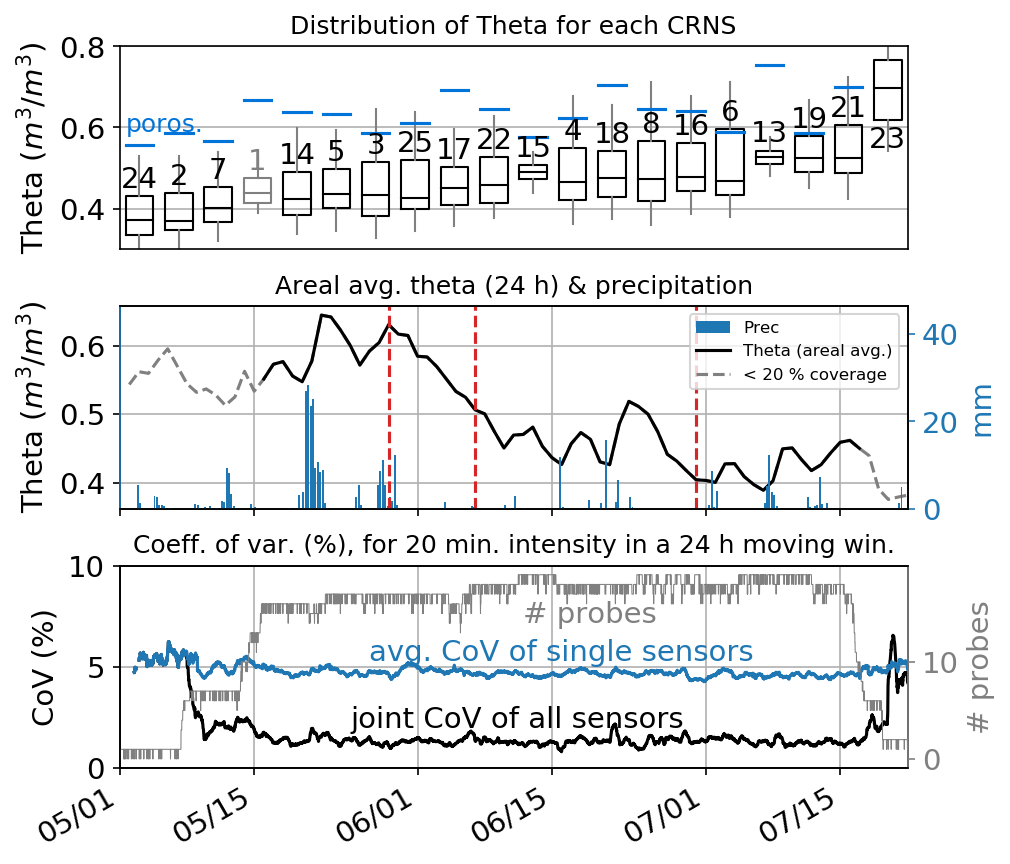 Distribution of Theta for each CRNS
0.8
0.6
0.4
Theta (m³/m³)
poros.
24 2 7 1 14 5 3 25 17 22 15 4 18 8 16 6 13 19 21 23
Areal avg. theta (24 h) & precipitation
0.6
0.5
0.4
Theta (m³/m³)
Prec
Theta (areal avg.)
< 20 % coverage
40
20
0
mm
Coeff. of var. (%), for 20 min. intensity in a 24 h moving win.
10
5
0
CoV (%)
# probes
avg. CoV of single sensors
joint CoV of all sensors
10
0
# probes
05/01 05/15 06/01 06/15 07/01 07/15